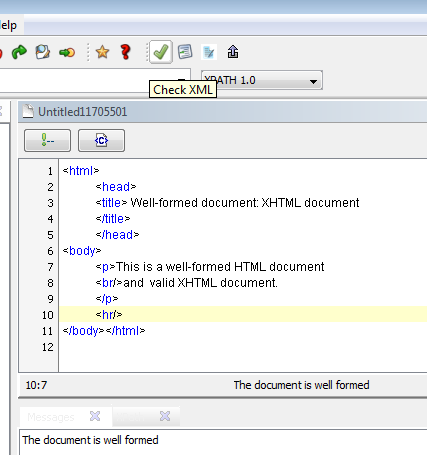 Help
XPATH 1.0
Check XML
Untitled11705501
!-- 
<C>
1 <html>
2 <head>
3 <title> Well-formed document: XHTML document
4 </title>
5 </head>
6 <body>
7 <p>This is a well-formed HTML document
8 <br/>and  valid XHTML document.
9 </p>
10 <hr/>
11 </body></html>
12
10:7 The document is well formed
Messages
The document is well formed